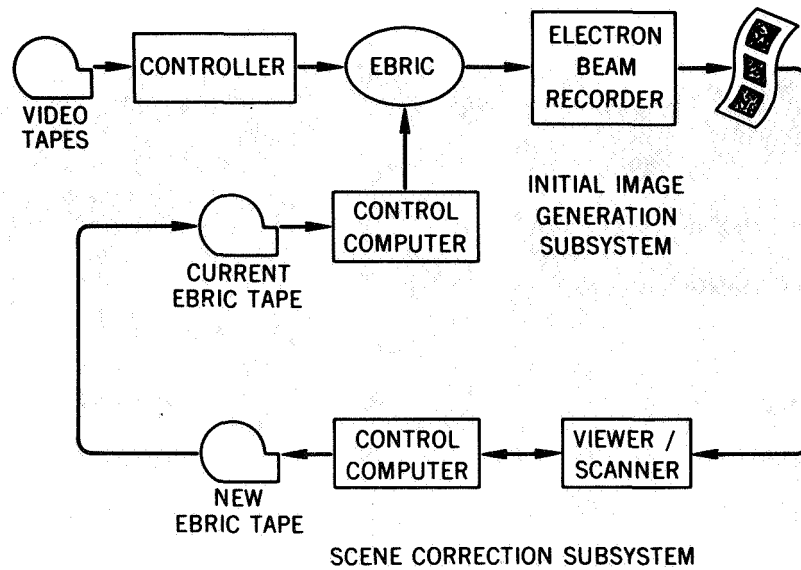 VIDEO
TAPES
CONTROLLER
EBRIC
ELECTRON
BEAM
RECORDER
INITIAL IMAGE
GENERATION
SUBSYSTEM
CURRENT
EBRIC TAPE
CONTROL
COMPUTER
NEW
EBRIC TAPE
CONTROL
COMPUTER
VIEWER /
SCANNER
SCENE CORRECTION SUBSYSTEM